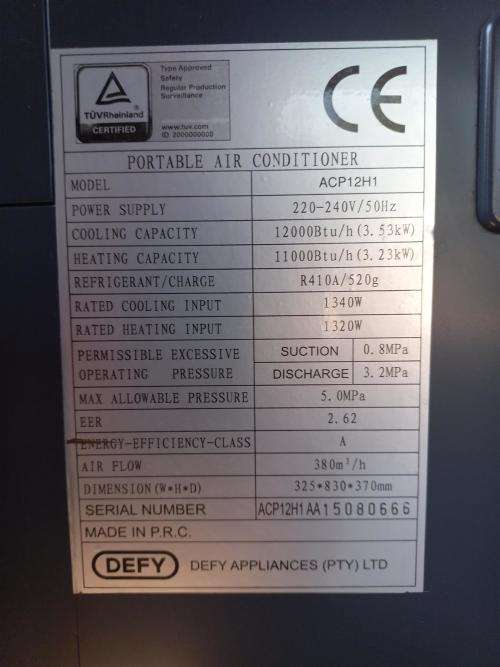 Type Approved
Safety
Regular Production
Surveillance
TÜVRheinland
CERTIFIED
www.tuv.com
ID 2000000000
CE
PORTABLE AIR CONDITIONER
MODEL ACP12H1
POWER SUPPLY 220-240V/50Hz
COOLING CAPACITY 12000Btu/h(3.53kW)
HEATING CAPACITY 11000Btu/h(3.23kW)
REFRIGERANT/CHARGE R410A/520g
RATED COOLING INPUT 1340W
RATED HEATING INPUT 1320W
PERMISSIBLE EXCESSIVE SUCTION 0.8MPa
OPERATING PRESSURE DISCHARGE 3.2MPa
MAX ALLOWABLE PRESSURE 5.0MPa
EER 2.62
ENERGY-EFFICIENCY-CLASS A
AIR FLOW 380m³/h
DIMENSION(W*H*D) 325*830*370mm
SERIAL NUMBER ACP12H1AA15080666
MADE IN P.R.C.
DEFY DEFY APPLIANCES (PTY) LTD